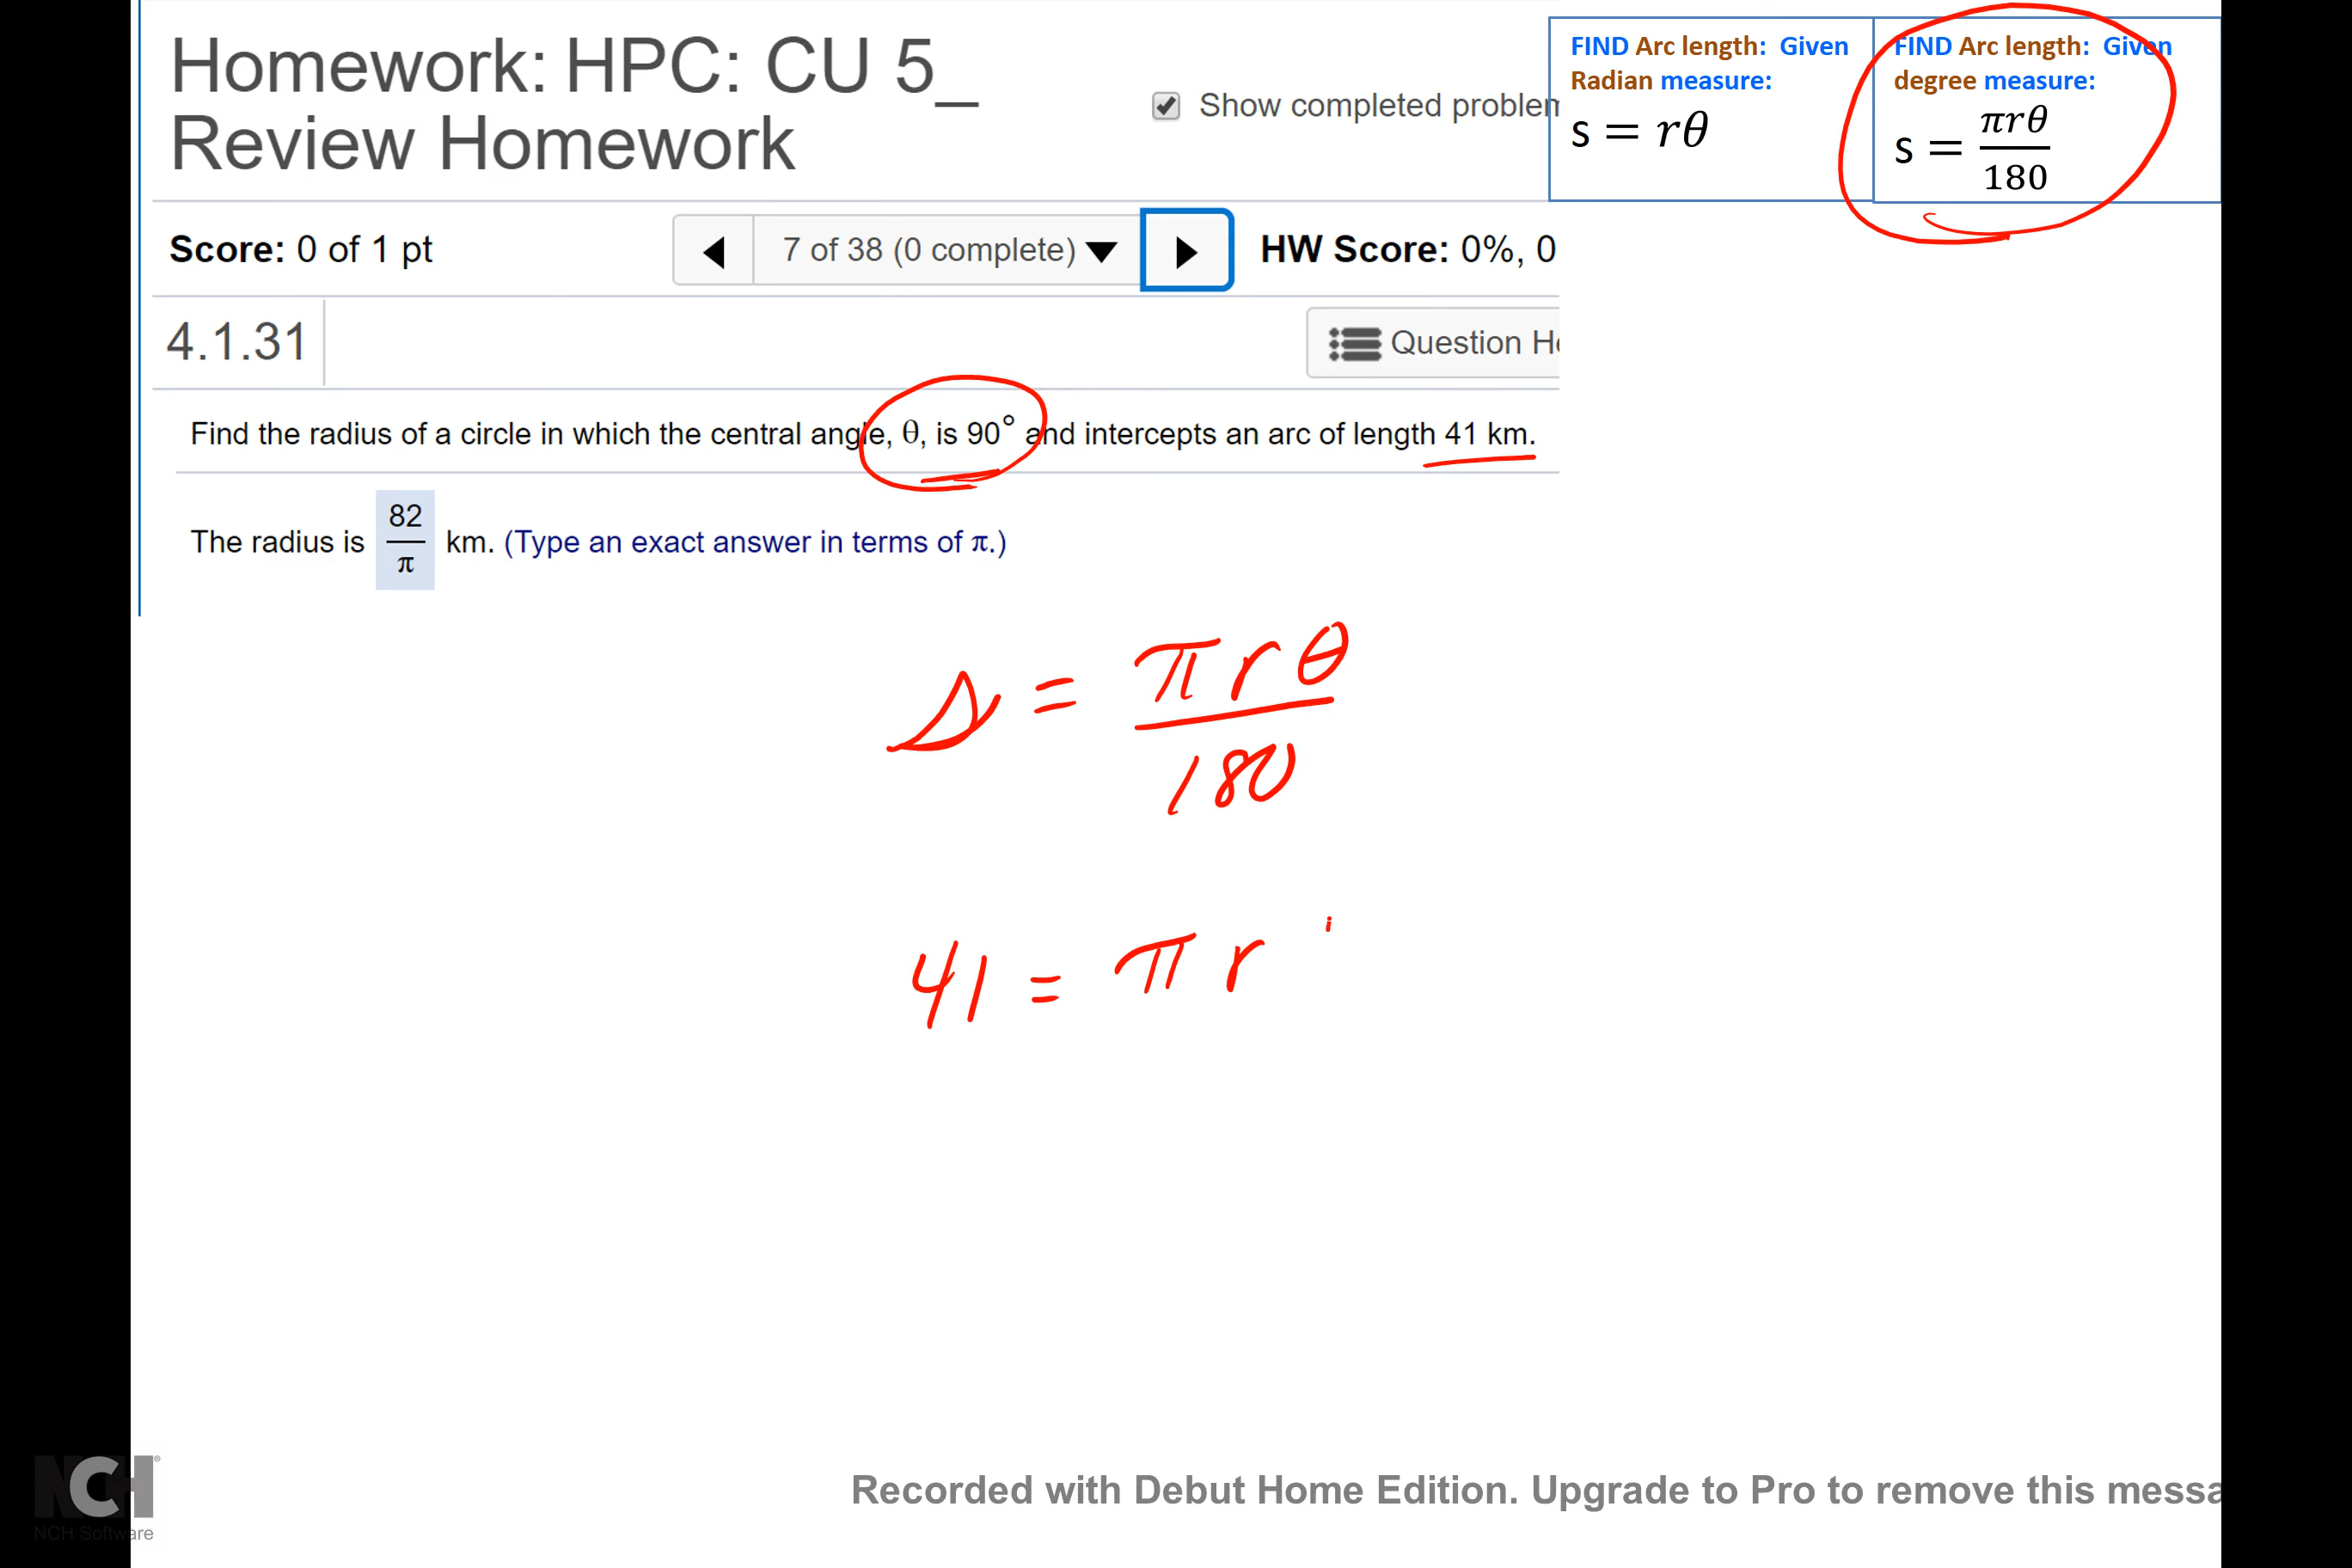 Homework: HPC: CU 5_
Review Homework
Show completed problem
FIND Arc length: Given
Radian measure:
s = rθ
FIND Arc length: Given
degree measure:
s = πrθ/180
Score: 0 of 1 pt
7 of 38 (0 complete)
HW Score: 0%, 0
4.1.31
Question He
Find the radius of a circle in which the central angle, θ, is 90° and intercepts an arc of length 41 km.
The radius is 82/π km. (Type an exact answer in terms of π.)
s = πrθ/180
41 = πr
NCH®
NCH Software
Recorded with Debut Home Edition. Upgrade to Pro to remove this messa